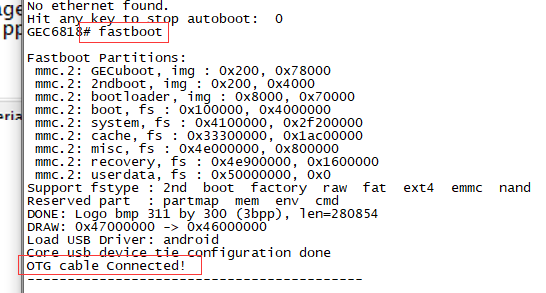 No ethernet found.
Hit any key to stop autoboot:  0
GEC6818# fastboot
Fastboot Partitions:
mmc.2: GECuboot, img : 0x200, 0x78000
mmc.2: 2ndboot, img : 0x200, 0x4000
mmc.2: bootloader, img : 0x8000, 0x70000
mmc.2: boot, fs : 0x100000, 0x4000000
mmc.2: system, fs : 0x4100000, 0x2f200000
mmc.2: cache, fs : 0x33300000, 0x1ac00000
mmc.2: misc, fs : 0x4e000000, 0x800000
mmc.2: recovery, fs : 0x4e900000, 0x1600000
mmc.2: userdata, fs : 0x50000000, 0x0
Support fstype : 2nd  boot  factory  raw  fat  ext4  emmc  nand
Reserved part  : partmap  mem  env  cmd
DONE: Logo bmp 311 by 300 (3bpp), len=280854
DRAW: 0x47000000 -> 0x46000000
Load USB Driver: android
Core usb device tie configuration done
OTG cable Connected!
------------------------------------------